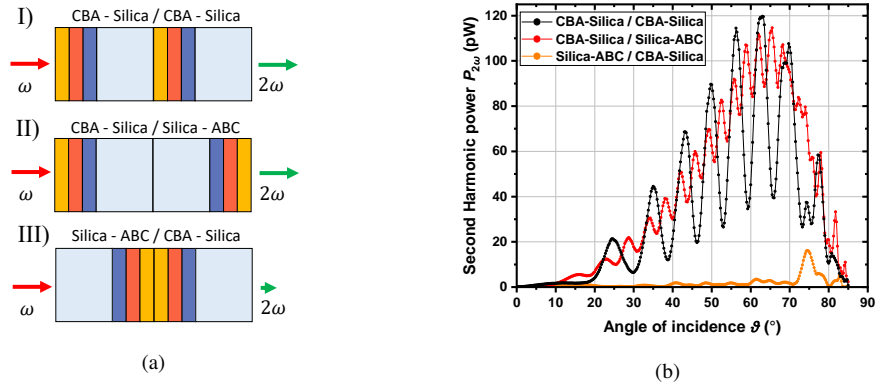 I)
CBA - Silica / CBA - Silica
ω
2ω
II)
CBA - Silica / Silica - ABC
ω
2ω
III)
Silica - ABC / CBA - Silica
ω
2ω
(a)
CBA-Silica / CBA-Silica
CBA-Silica / Silica-ABC
Silica-ABC / CBA-Silica
Second Harmonic power P2ω (pW)
120
100
80
60
40
20
0
0 10 20 30 40 50 60 70 80 90
Angle of incidence ϑ (°)
(b)